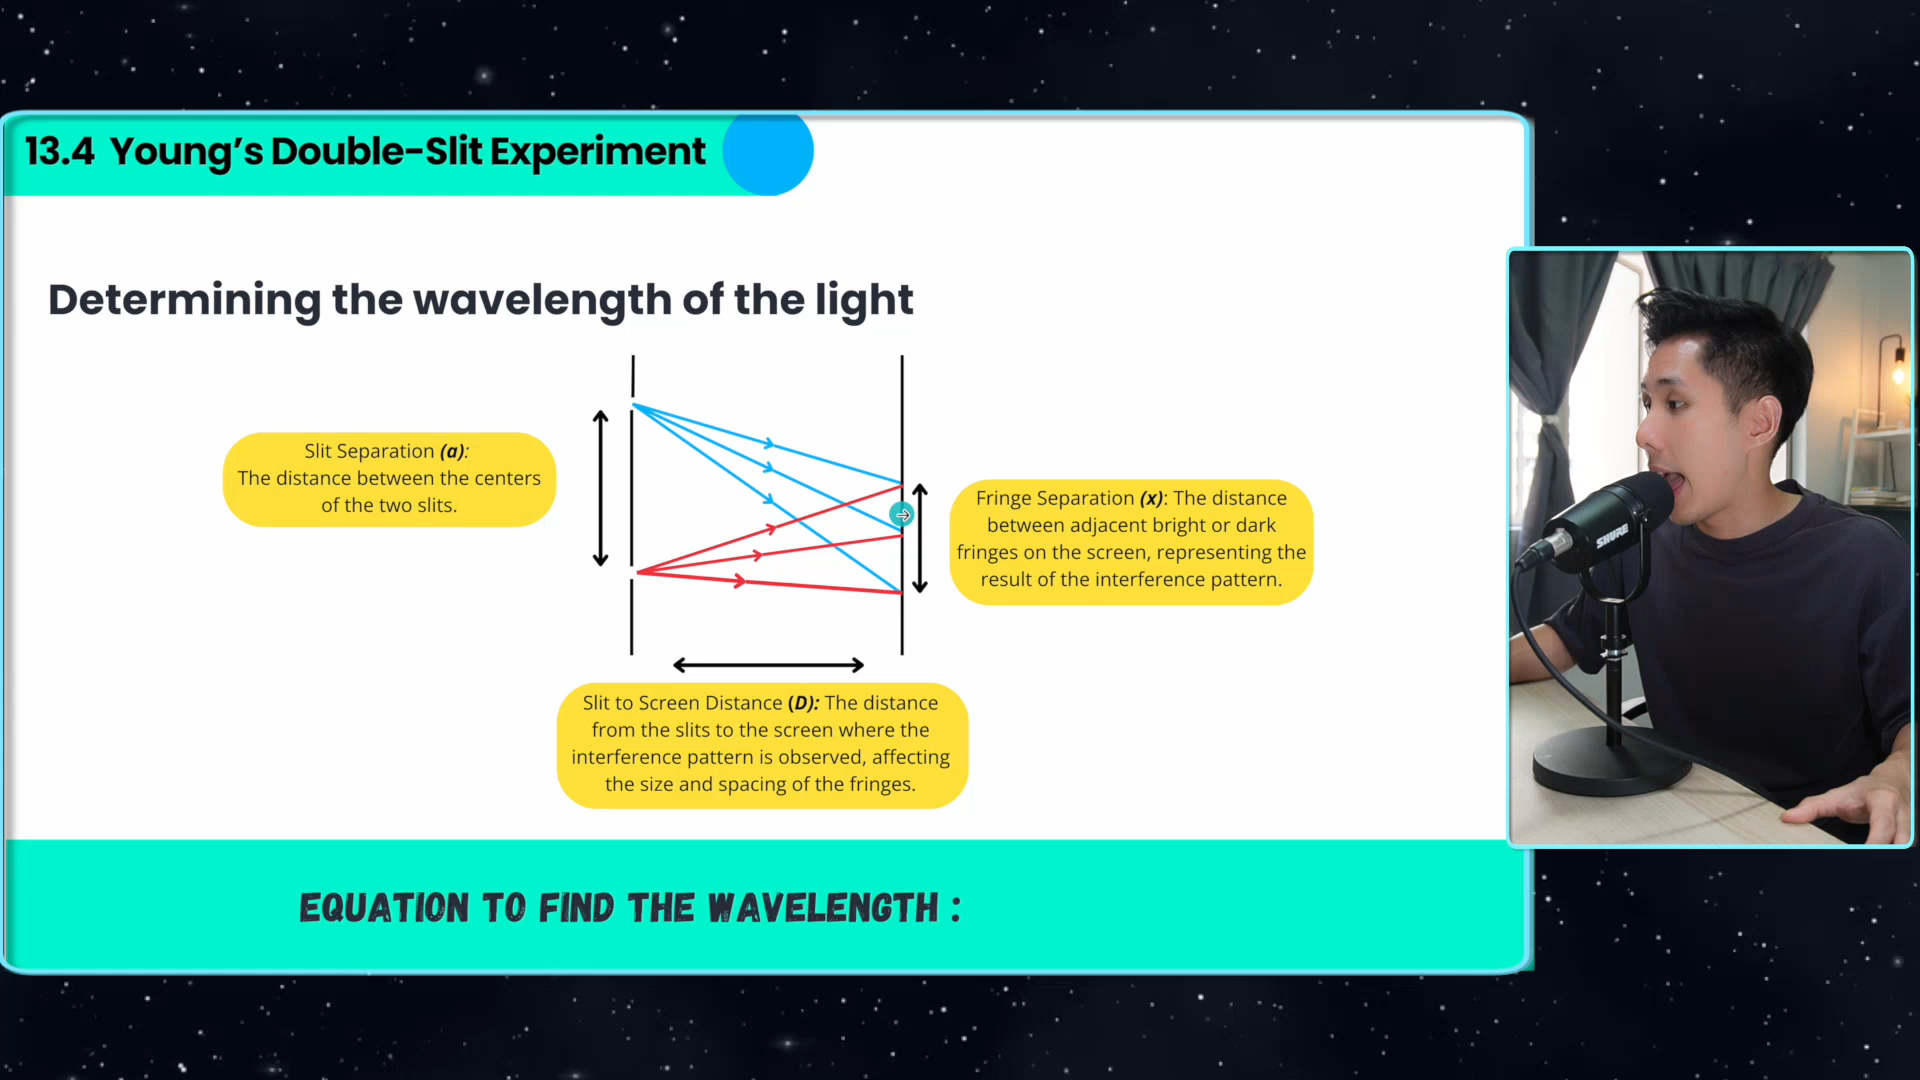 13.4 Young’s Double-Slit Experiment
Determining the wavelength of the light
Slit Separation (a):
The distance between the centers
of the two slits.
Fringe Separation (x): The distance
between adjacent bright or dark
fringes on the screen, representing the
result of the interference pattern.
Slit to Screen Distance (D): The distance
from the slits to the screen where the
interference pattern is observed, affecting
the size and spacing of the fringes.
EQUATION TO FIND THE WAVELENGTH :
SHURE